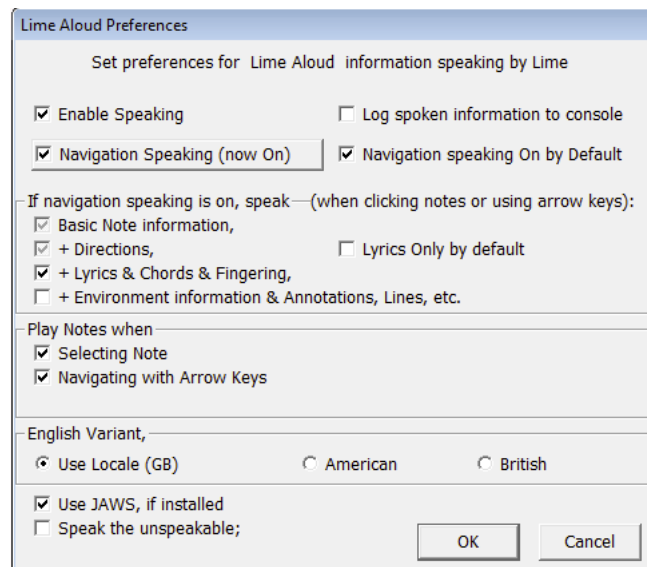 Lime Aloud Preferences
Set preferences for Lime Aloud information speaking by Lime
Enable Speaking
Log spoken information to console
Navigation Speaking (now On)
Navigation speaking On by Default
If navigation speaking is on, speak (when clicking notes or using arrow keys):
Basic Note information,
+ Directions,
Lyrics Only by default
+ Lyrics & Chords & Fingering,
+ Environment information & Annotations, Lines, etc.
Play Notes when
Selecting Note
Navigating with Arrow Keys
English Variant,
Use Locale (GB)
American
British
Use JAWS, if installed
Speak the unspeakable;
OK
Cancel